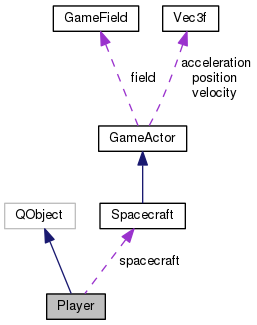 GameField
Vec3f
field
acceleration
position
velocity
GameActor
QObject
Spacecraft
spacecraft
Player